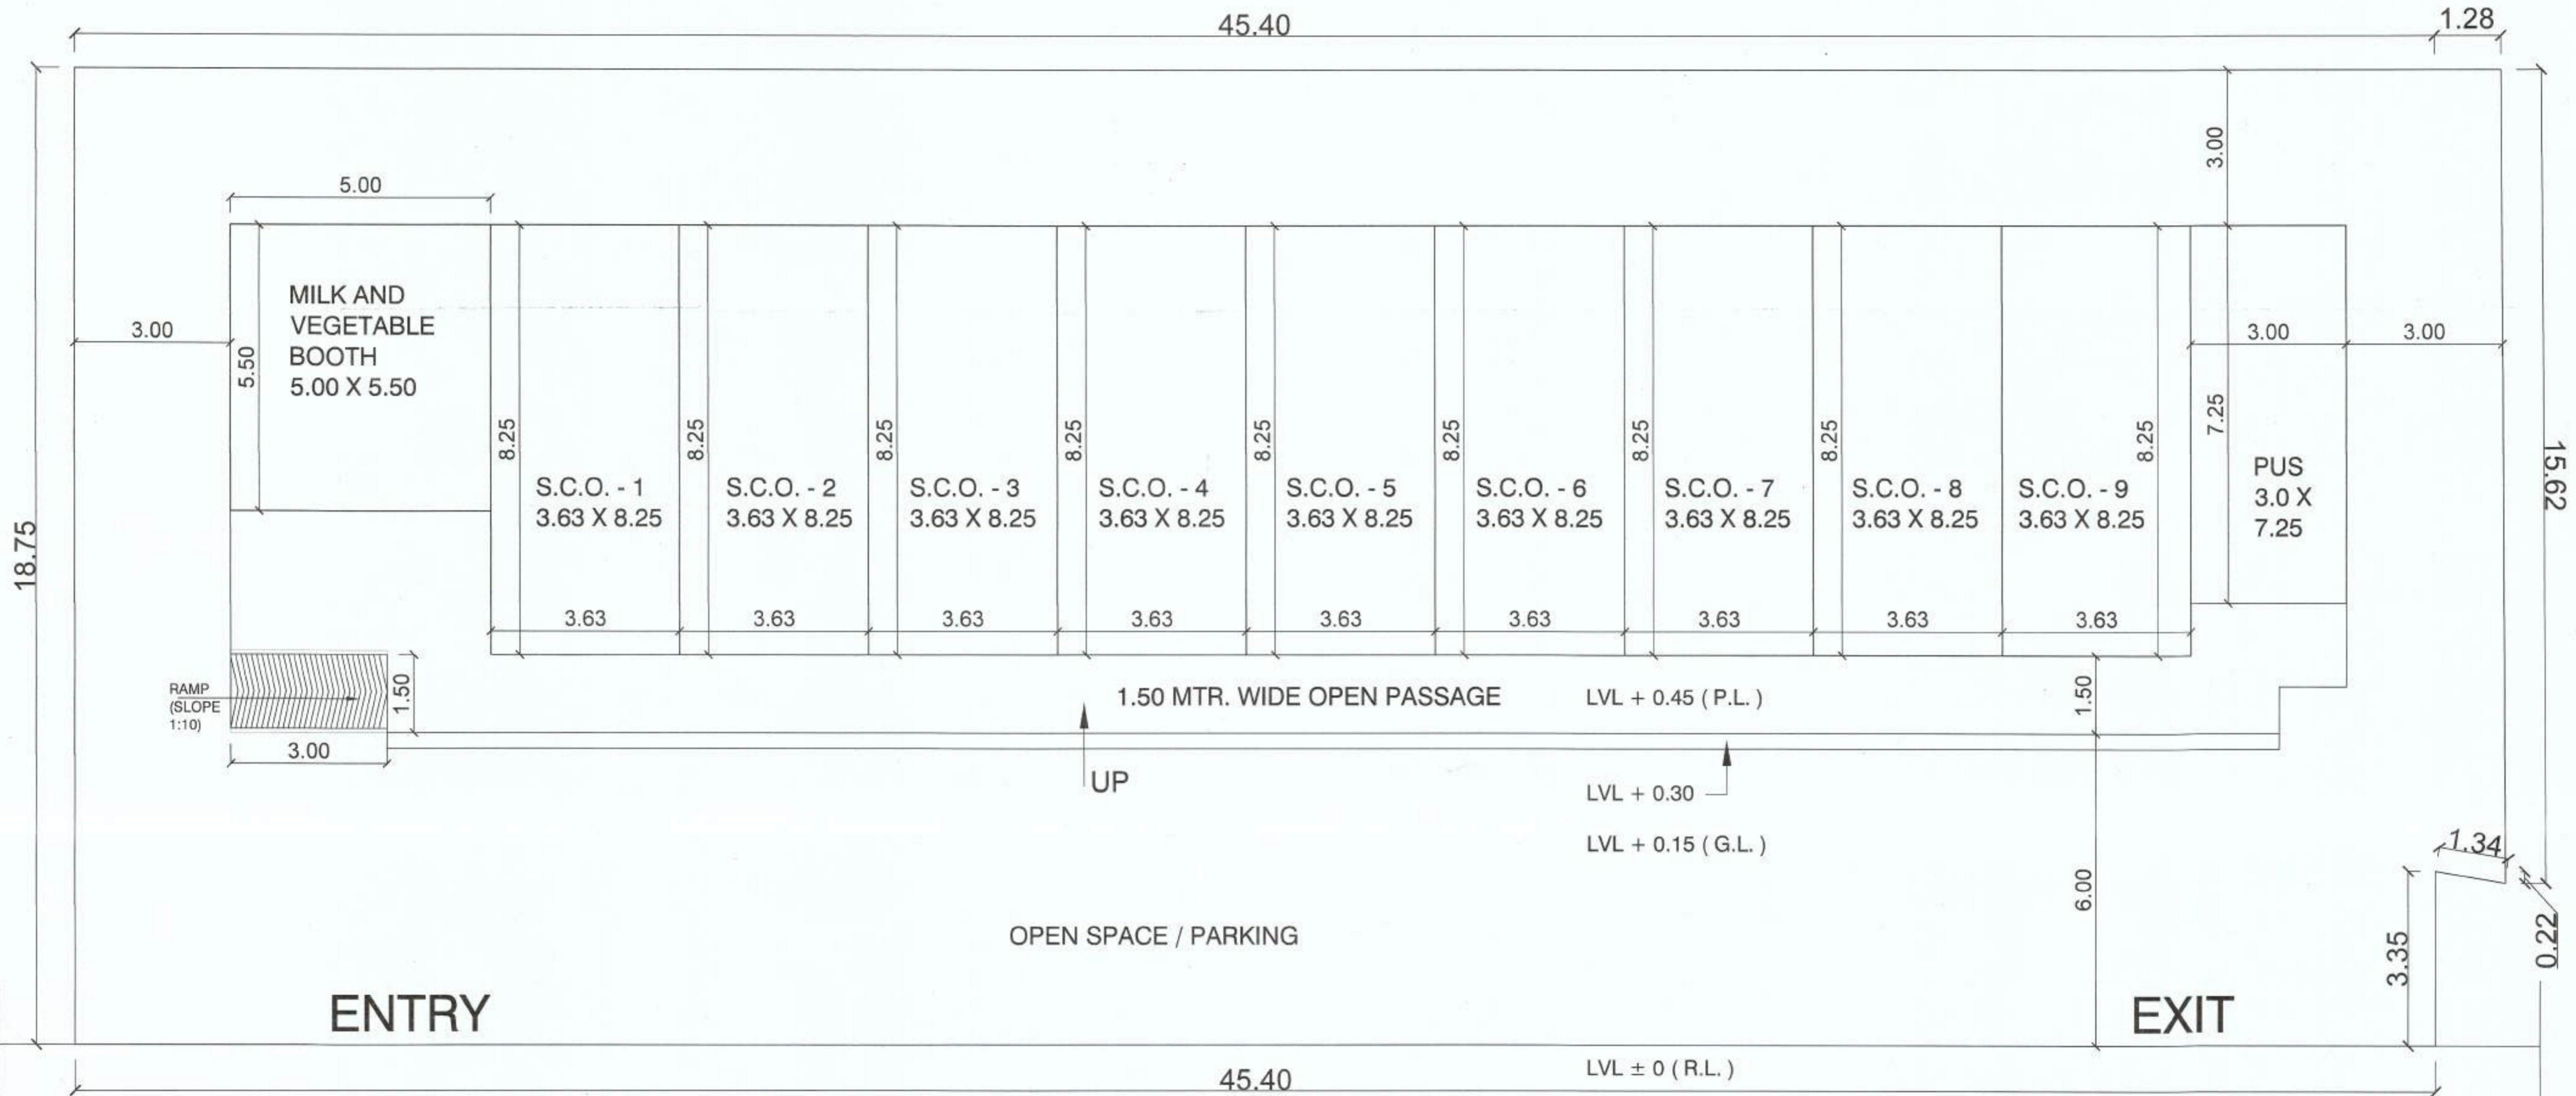 45.40
1.28
3.00
5.00
MILK AND
VEGETABLE
BOOTH
5.00 X 5.50
3.00
5.50
3.00
3.00
7.25
8.25
8.25
8.25
8.25
8.25
8.25
8.25
8.25
8.25
PUS
3.0 X
7.25
15.62
18.75
S.C.O. - 1
3.63 X 8.25
S.C.O. - 2
3.63 X 8.25
S.C.O. - 3
3.63 X 8.25
S.C.O. - 4
3.63 X 8.25
S.C.O. - 5
3.63 X 8.25
S.C.O. - 6
3.63 X 8.25
S.C.O. - 7
3.63 X 8.25
S.C.O. - 8
3.63 X 8.25
S.C.O. - 9
3.63 X 8.25
3.63
3.63
3.63
3.63
3.63
3.63
3.63
3.63
3.63
RAMP
(SLOPE
1:10)
1.50
3.00
1.50 MTR. WIDE OPEN PASSAGE
LVL + 0.45 ( P.L. )
1.50
UP
LVL + 0.30
LVL + 0.15 ( G.L. )
1.34
6.00
OPEN SPACE / PARKING
3.35
0.22
ENTRY
EXIT
LVL ± 0 ( R.L. )
45.40